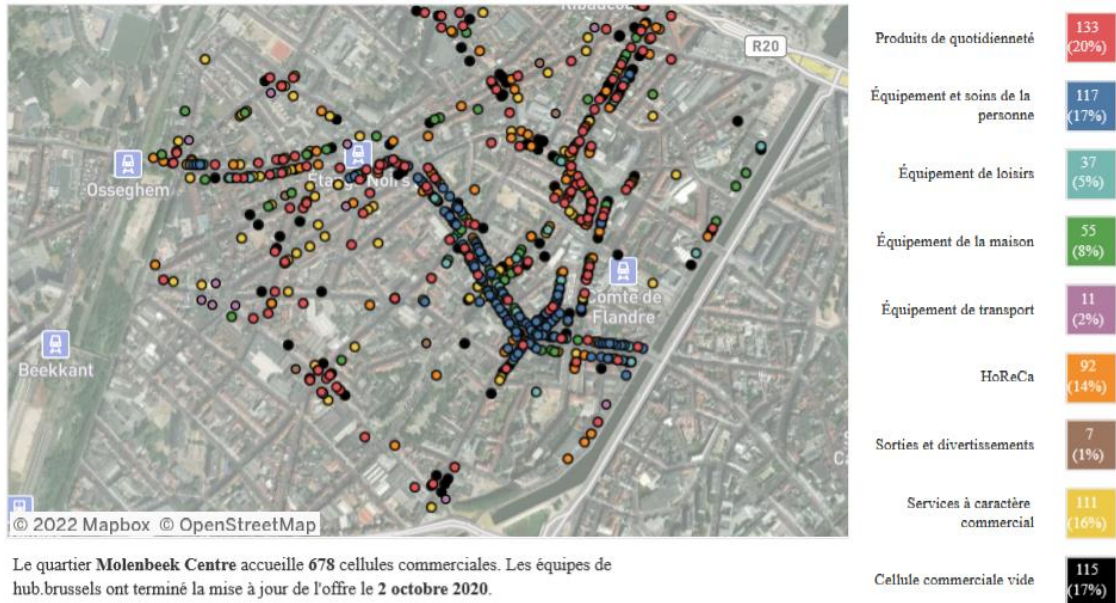 Ribaucourt
R20
Osseghem
Étangs Noirs
Comte de
Flandre
Beekkant
© 2022 Mapbox © OpenStreetMap
Le quartier Molenbeek Centre accueille 678 cellules commerciales. Les équipes de
hub.brussels ont terminé la mise à jour de l'offre le 2 octobre 2020.
Produits de quotidienneté
133
(20%)
Équipement et soins de la
personne
117
(17%)
Équipement de loisirs
37
(5%)
Équipement de la maison
55
(8%)
Équipement de transport
11
(2%)
HoReCa
92
(14%)
Sorties et divertissements
7
(1%)
Services à caractère
commercial
111
(16%)
Cellule commerciale vide
115
(17%)